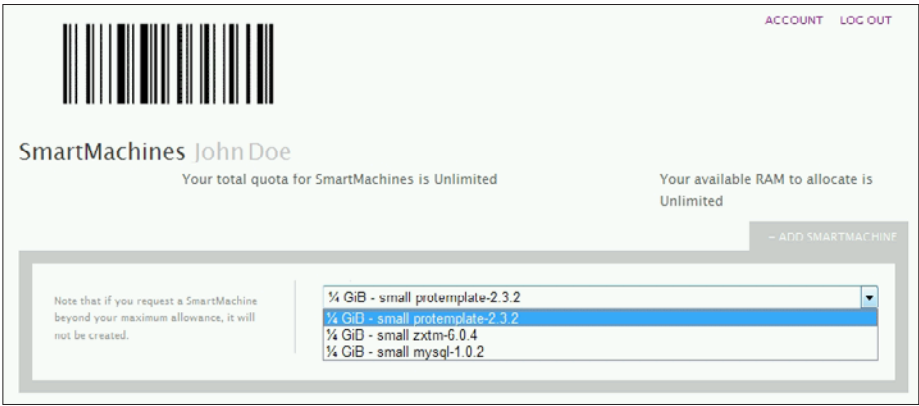 ACCOUNT LOG OUT
SmartMachines John Doe
Your total quota for SmartMachines is Unlimited
Your available RAM to allocate is
Unlimited
– ADD SMARTMACHINE
Note that if you request a SmartMachine
beyond your maximum allowance, it will
not be created.
¼ GiB - small protemplate-2.3.2
¼ GiB - small protemplate-2.3.2
¼ GiB - small zxtm-6.0.4
¼ GiB - small mysql-1.0.2